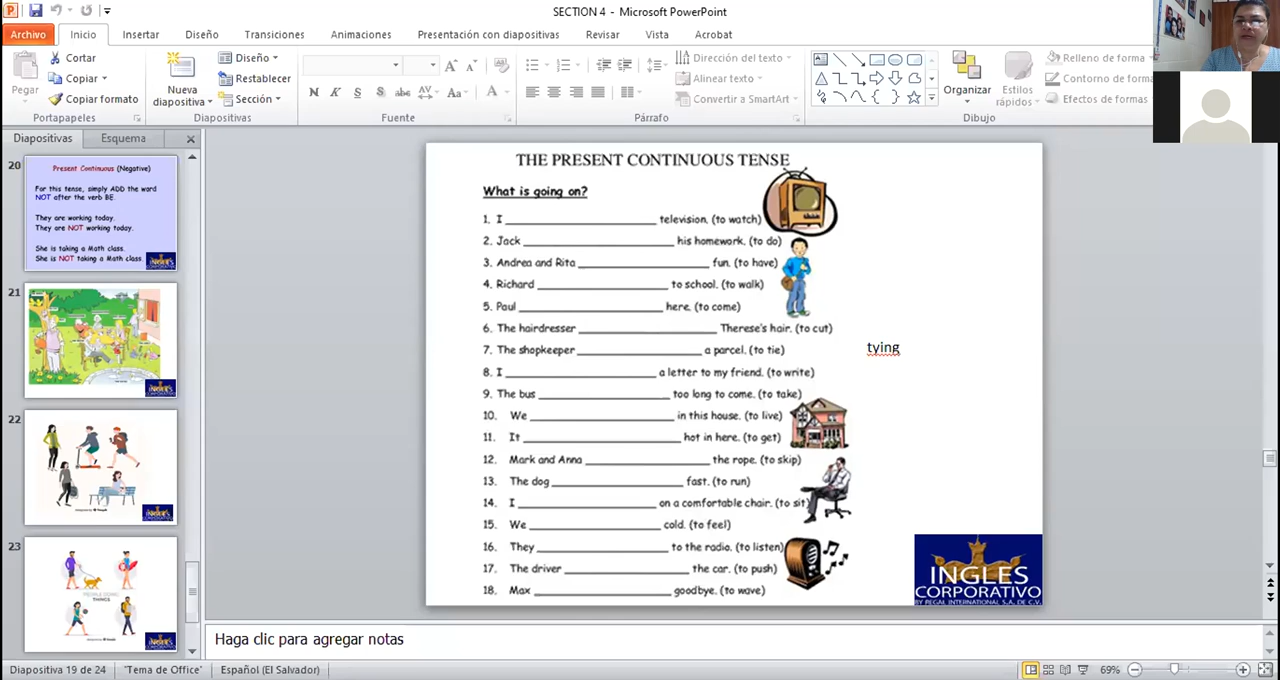 SECTION 4 - Microsoft PowerPoint
Archivo
Inicio
Insertar
Diseño
Transiciones
Animaciones
Presentación con diapositivas
Revisar
Vista
Acrobat
Pegar
Cortar
Copiar
Copiar formato
Portapapeles
Nueva
diapositiva
Diseño
Restablecer
Sección
Diapositivas
N K S S abc AV Aa A
Fuente
Dirección del texto
Alinear texto
Convertir a SmartArt
Párrafo
Organizar
Estilos
rápidos
Relleno de forma
Contorno de forma
Efectos de formas
Dibujo
Diapositivas
Esquema
20
Present Continuous (Negative)
For this tense, simply ADD the word
NOT after the verb BE.
They are working today.
They are NOT working today.
She is taking a Math class.
She is NOT taking a Math class.
21
22
23
THE PRESENT CONTINUOUS TENSE
What is going on?
1. I ____________ television. (to watch)
2. Jack ____________ his homework. (to do)
3. Andrea and Rita ____________ fun. (to have)
4. Richard ____________ to school. (to walk)
5. Paul ____________ here. (to come)
6. The hairdresser ____________ Therese's hair. (to cut)
7. The shopkeeper ____________ a parcel. (to tie)
tying
8. I ____________ a letter to my friend. (to write)
9. The bus ____________ too long to come. (to take)
10. We ____________ in this house. (to live)
11. It ____________ hot in here. (to get)
12. Mark and Anna ____________ the rope. (to skip)
13. The dog ____________ fast. (to run)
14. I ____________ on a comfortable chair. (to sit)
15. We ____________ cold. (to feel)
16. They ____________ to the radio. (to listen)
17. The driver ____________ the car. (to push)
18. Max ____________ goodbye. (to wave)
INGLES
CORPORATIVO
BY REGAL INTERNATIONAL S.A. DE C.V.
Haga clic para agregar notas
Diapositiva 19 de 24
"Tema de Office"
Español (El Salvador)
69%